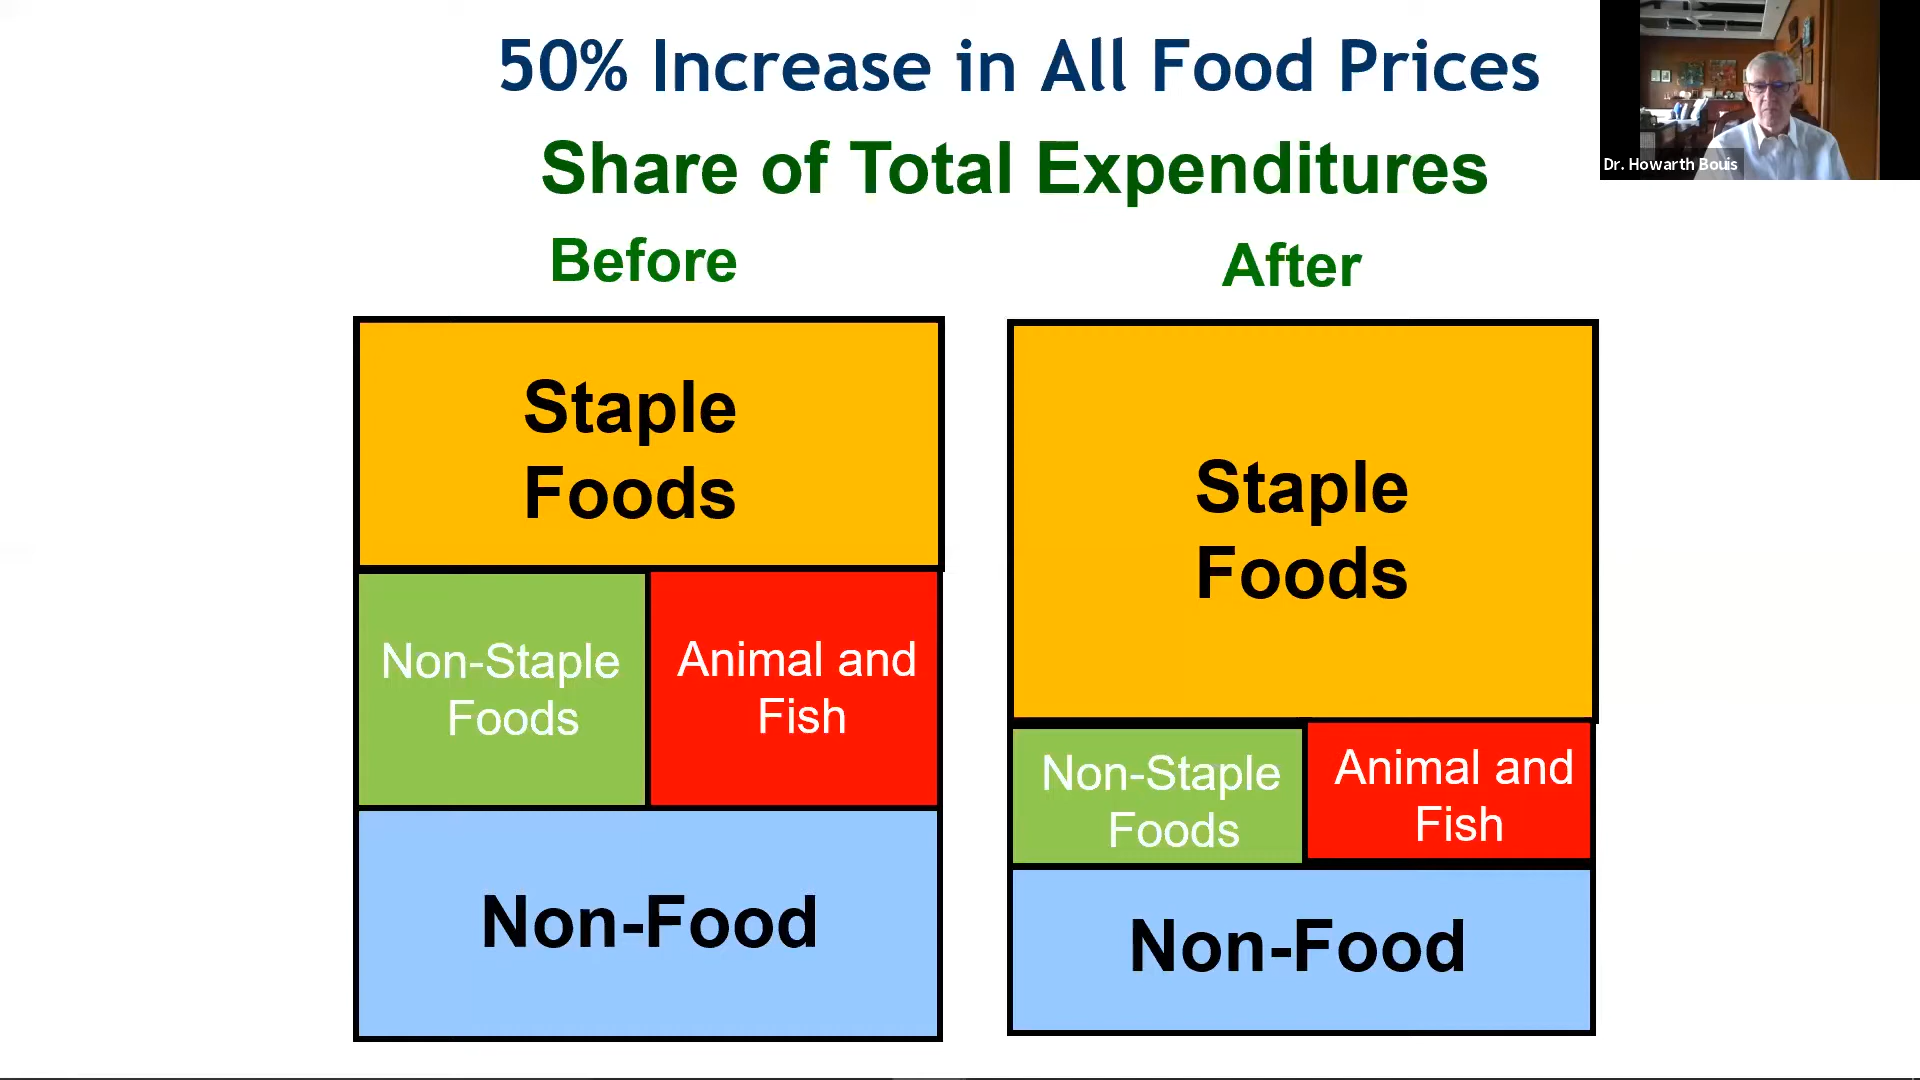 50% Increase in All Food Prices
Share of Total Expenditures
Before
After
Staple
Foods
Non-Staple
Foods
Animal and
Fish
Non-Food
Staple
Foods
Non-Staple
Foods
Animal and
Fish
Non-Food
Dr. Howarth Bouis